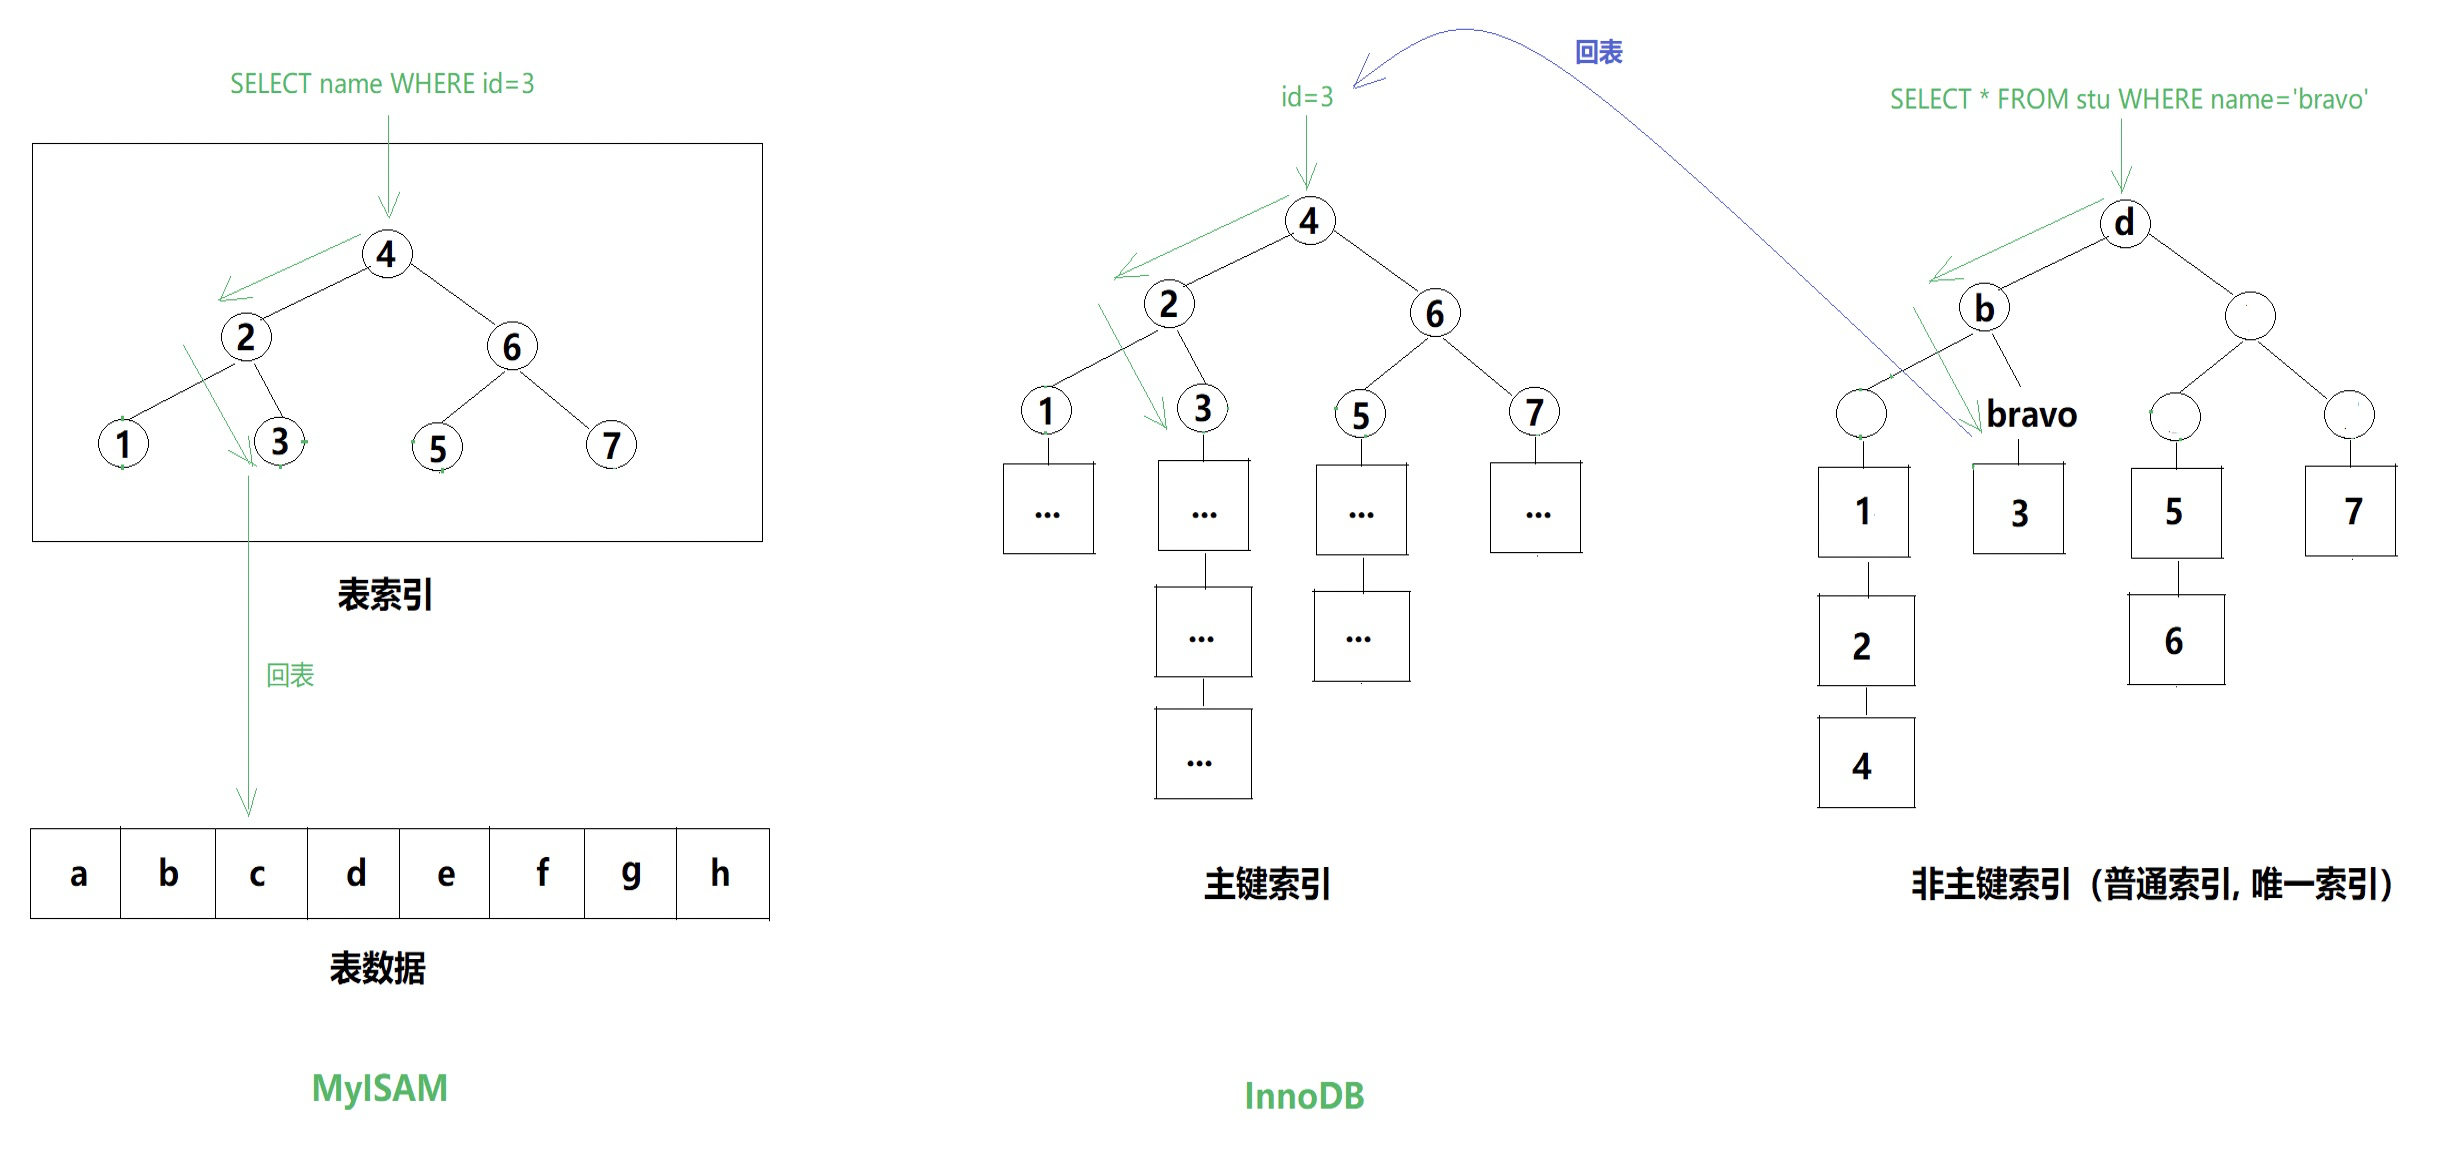 SELECT name WHERE id=3
4
2
6
1
3
5
7
表索引
回表
a b c d e f g h
表数据
MyISAM
回表
id=3
4
2
6
1
3
5
7
... ... ... ...
... ...
...
主键索引
InnoDB
SELECT * FROM stu WHERE name='bravo'
d
b
bravo
1 3 5 7
2 6
4
非主键索引（普通索引, 唯一索引）